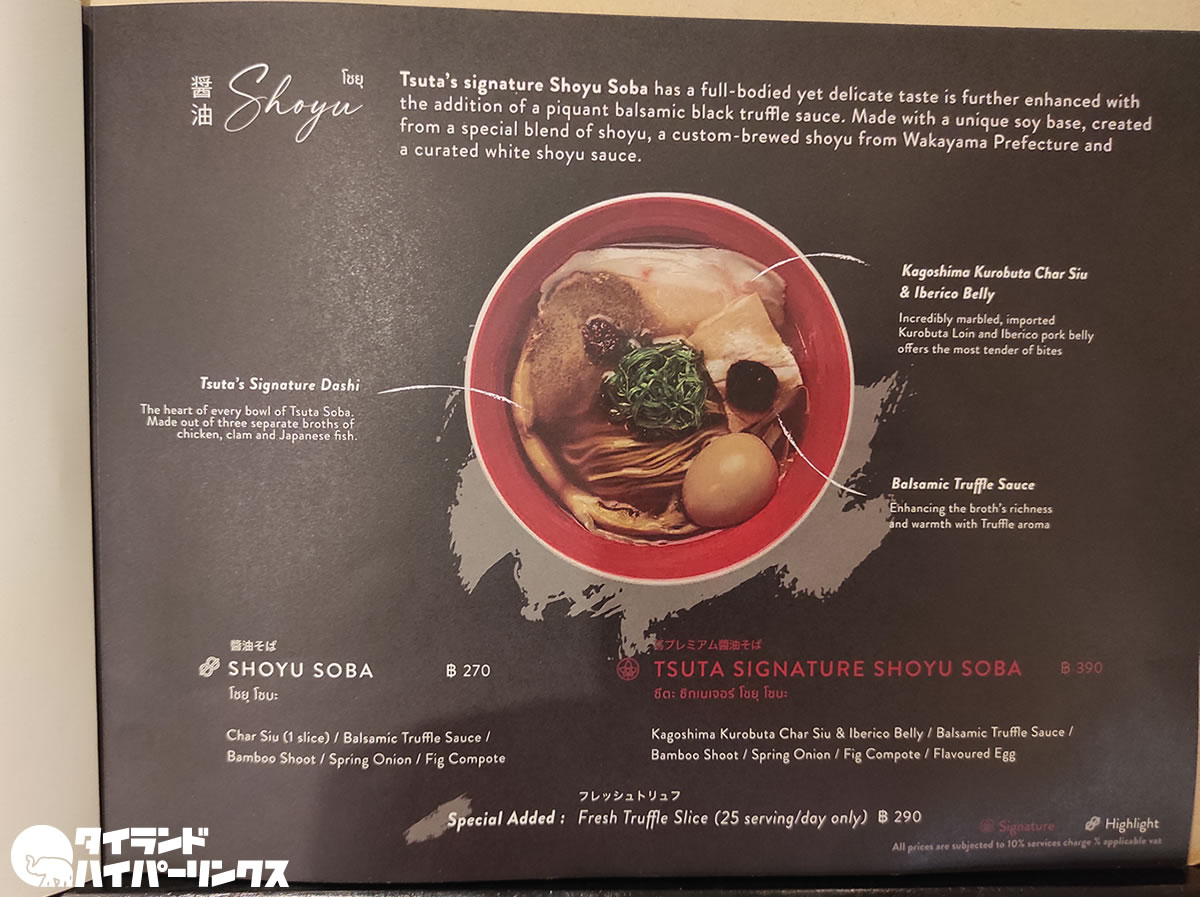 醤油
Shoyu
โชยุ
Tsuta's signature Shoyu Soba has a full-bodied yet delicate taste is further enhanced with
the addition of a piquant balsamic black truffle sauce. Made with a unique soy base, created
from a special blend of shoyu, a custom-brewed shoyu from Wakayama Prefecture and
a curated white shoyu sauce.
Kagoshima Kurobuta Char Siu
& Iberico Belly
Incredibly marbled, imported
Kurobuta Loin and Iberico pork belly
offers the most tender of bites
Tsuta's Signature Dashi
The heart of every bowl of Tsuta Soba.
Made out of three separate broths of
chicken, clam and Japanese fish.
Balsamic Truffle Sauce
Enhancing the broth's richness
and warmth with Truffle aroma
醤油そば
SHOYU SOBA ฿ 270
โชยุ โซบะ
Char Siu (1 slice) / Balsamic Truffle Sauce /
Bamboo Shoot / Spring Onion / Fig Compote
プレミアム醤油そば
TSUTA SIGNATURE SHOYU SOBA ฿ 390
ซึตะ ซิกเนเจอร์ โชยุ โซบะ
Kagoshima Kurobuta Char Siu & Iberico Belly / Balsamic Truffle Sauce /
Bamboo Shoot / Spring Onion / Fig Compote / Flavoured Egg
フレッシュトリュフ
Special Added : Fresh Truffle Slice (25 serving/day only) ฿ 290
Signature Highlight
All prices are subjected to 10% services charge % applicable vat
タイランド
ハイパーリンクス